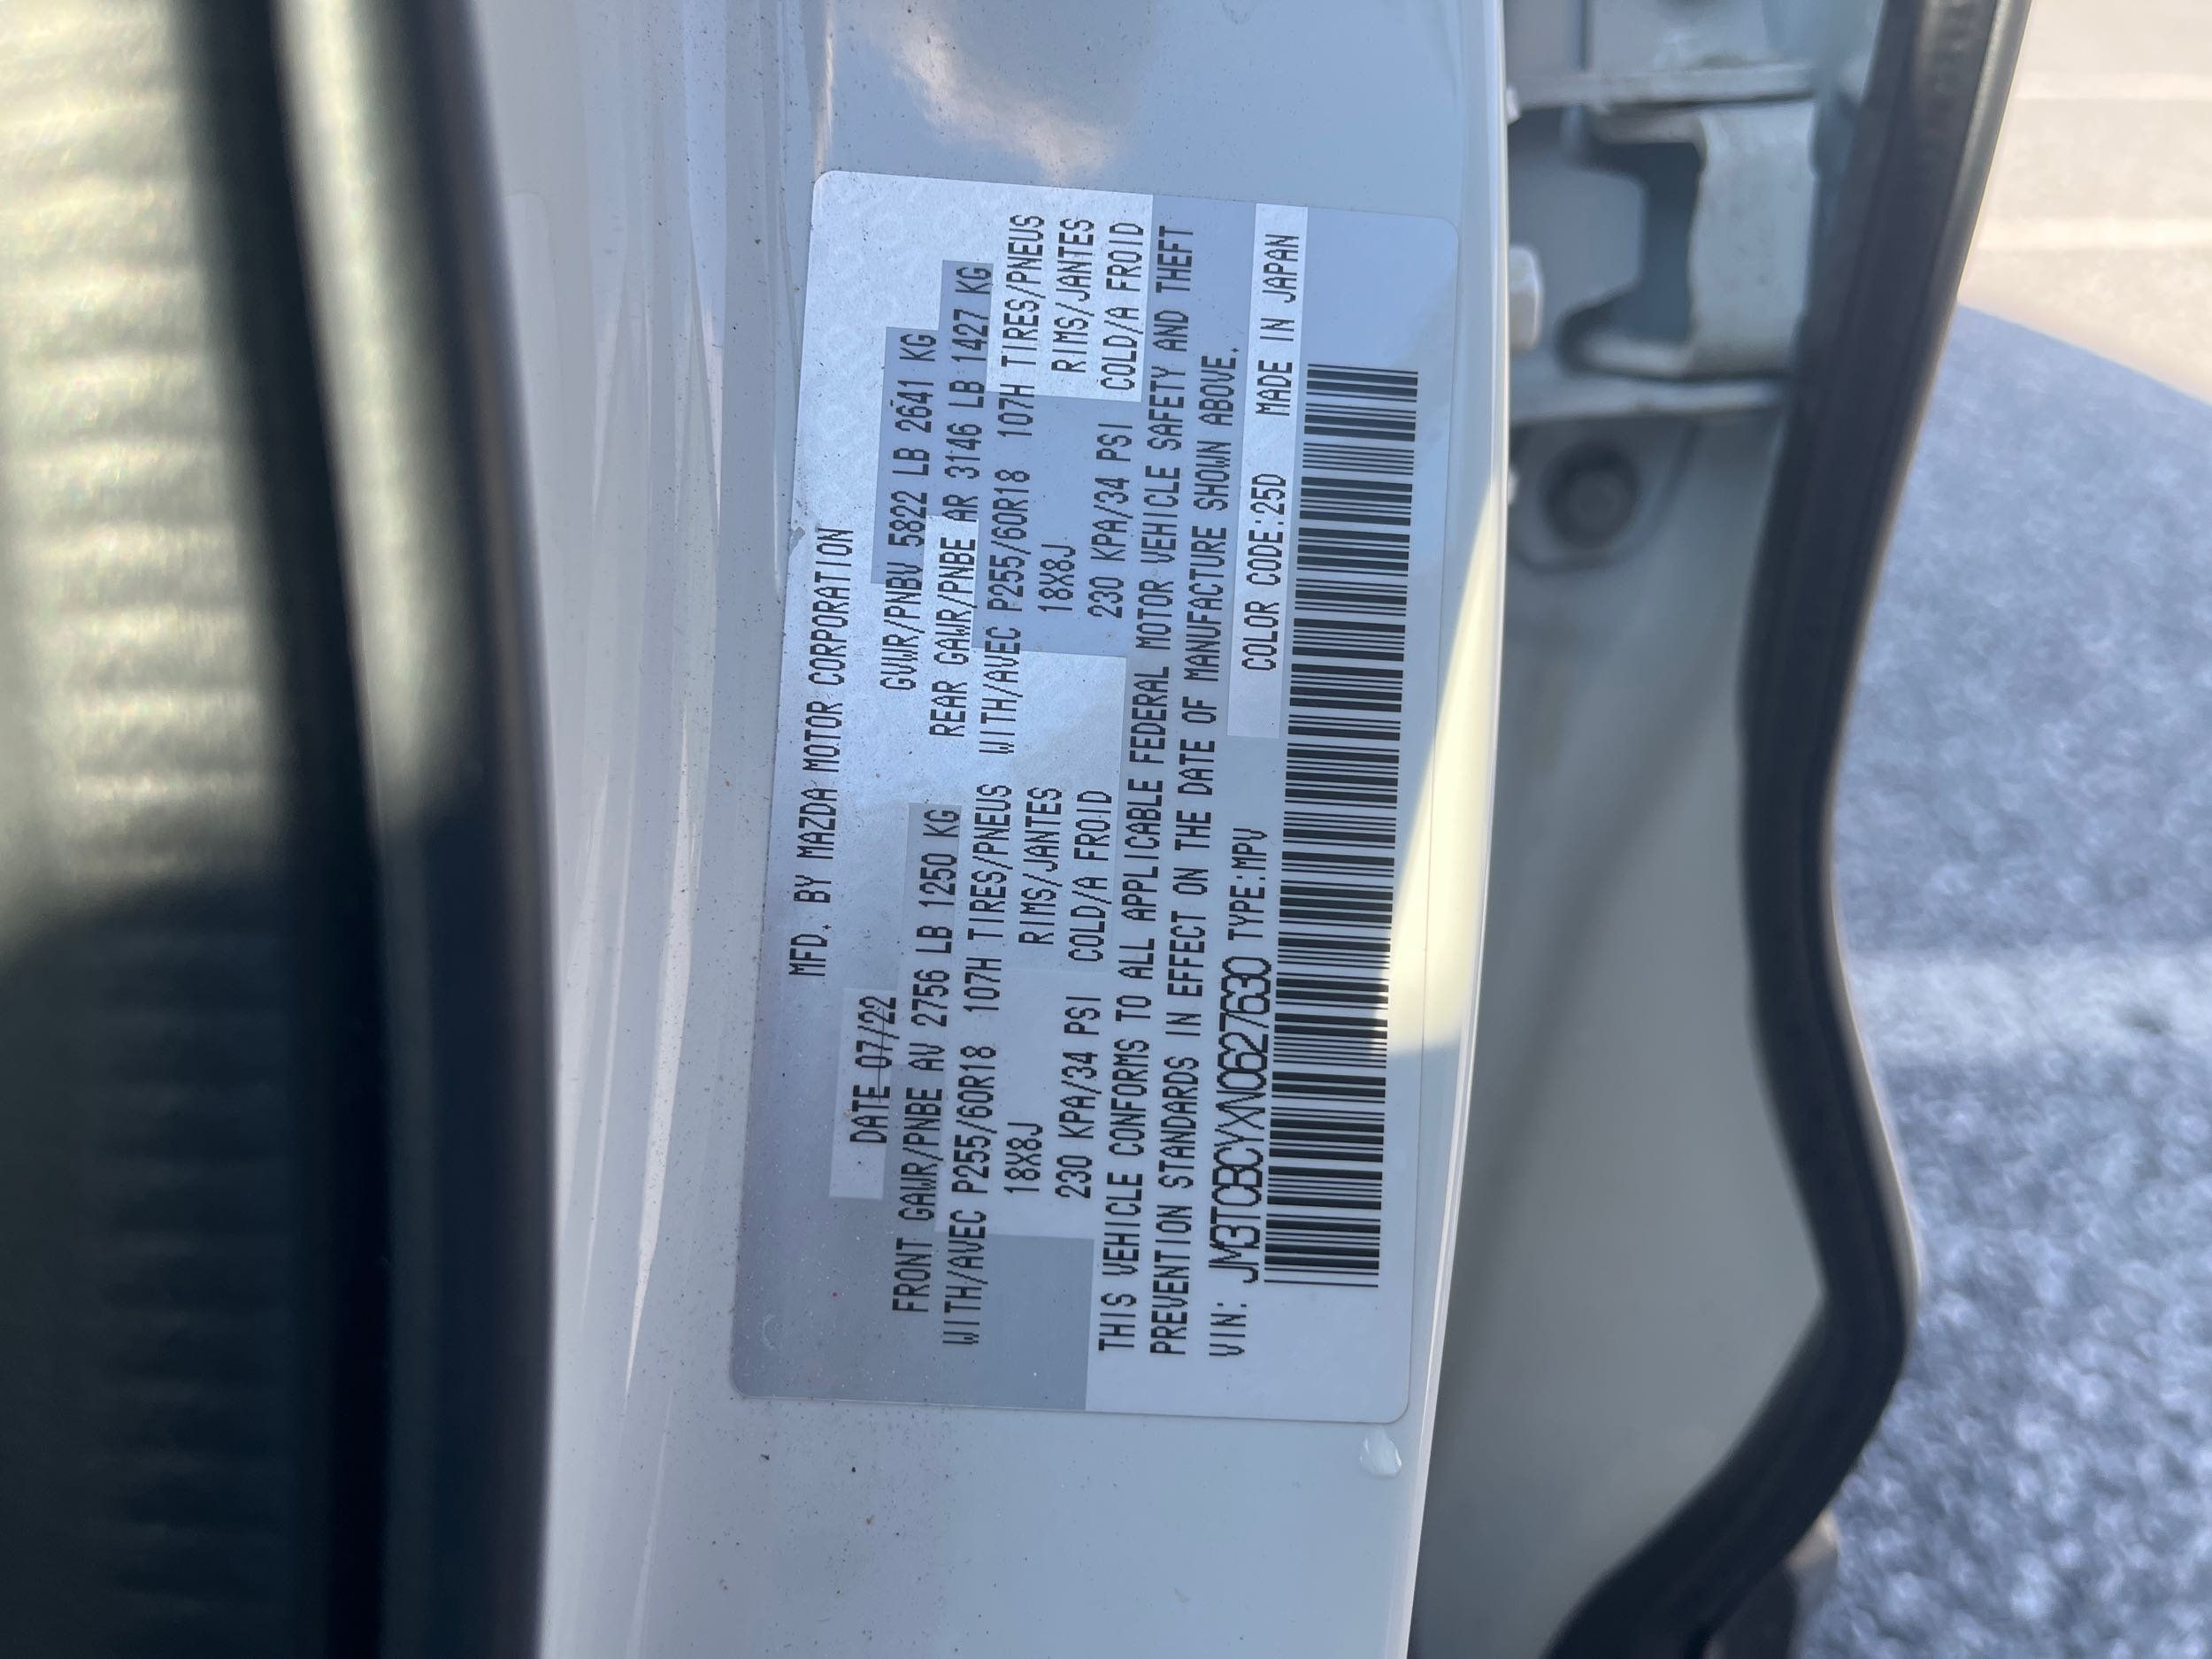 MFD. BY MAZDA MOTOR CORPORATION
DATE 07/22 GVWR/PNBV 5822 LB 2641 KG
FRONT GAWR/PNBE AV 2756 LB 1250 KG REAR GAWR/PNBE AR 3146 LB 1427 KG
WITH/AVEC P255/60R18 107H TIRES/PNEUS WITH/AVEC P255/60R18 107H TIRES/PNEUS
18X8J RIMS/JANTES 18X8J RIMS/JANTES
230 KPA/34 PSI COLD/A FROID 230 KPA/34 PSI COLD/A FROID
THIS VEHICLE CONFORMS TO ALL APPLICABLE FEDERAL MOTOR VEHICLE SAFETY AND THEFT
PREVENTION STANDARDS IN EFFECT ON THE DATE OF MANUFACTURE SHOWN ABOVE.
VIN: JM3TCBCYXN0627630 TYPE:MPV COLOR CODE:25D MADE IN JAPAN